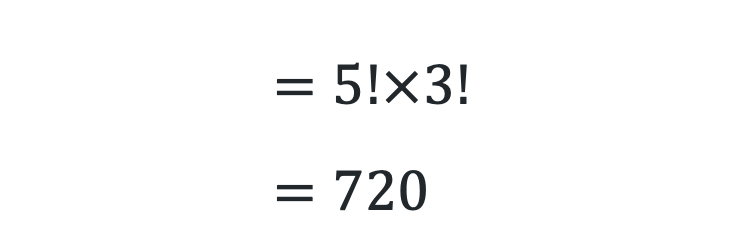 = 5!×3!
= 720